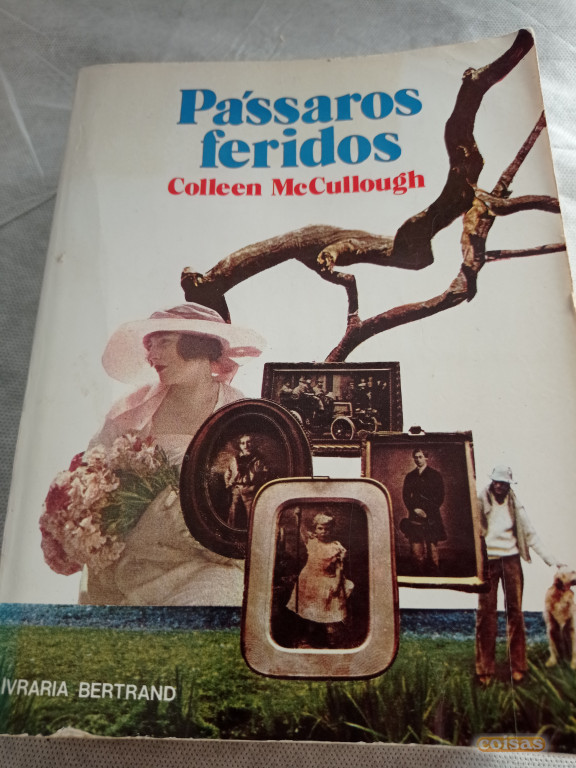 Pássaros
feridos
Colleen McCullough
IVRARIA BERTRAND
coisas